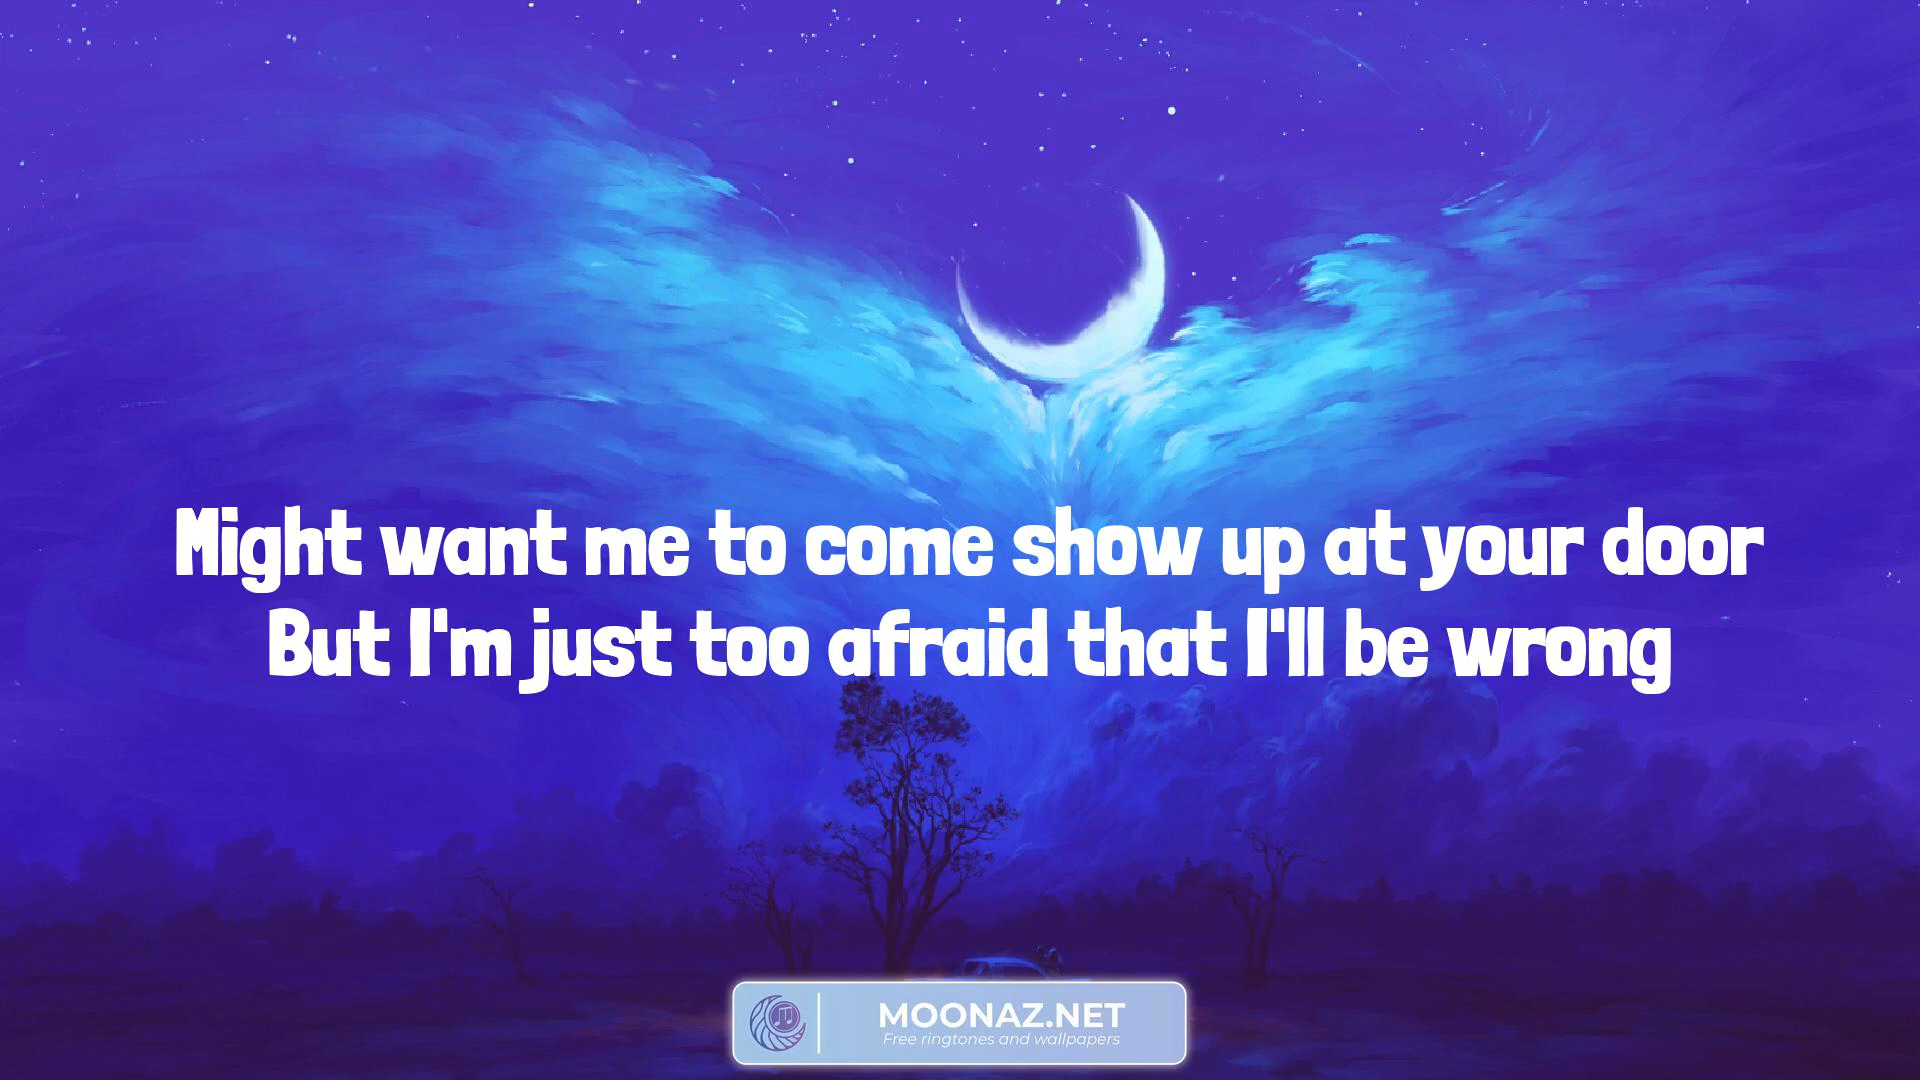 Might want me to come show up at your door
But I'm just too afraid that I'll be wrong
MOONAZ.NET
Free ringtones and wallpapers